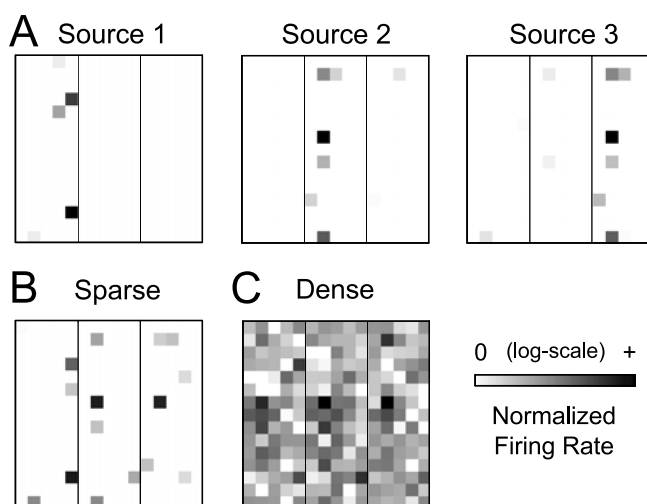 A
Source 1
Source 2
Source 3
B
Sparse
C
Dense
0 (log-scale) +
Normalized
Firing Rate